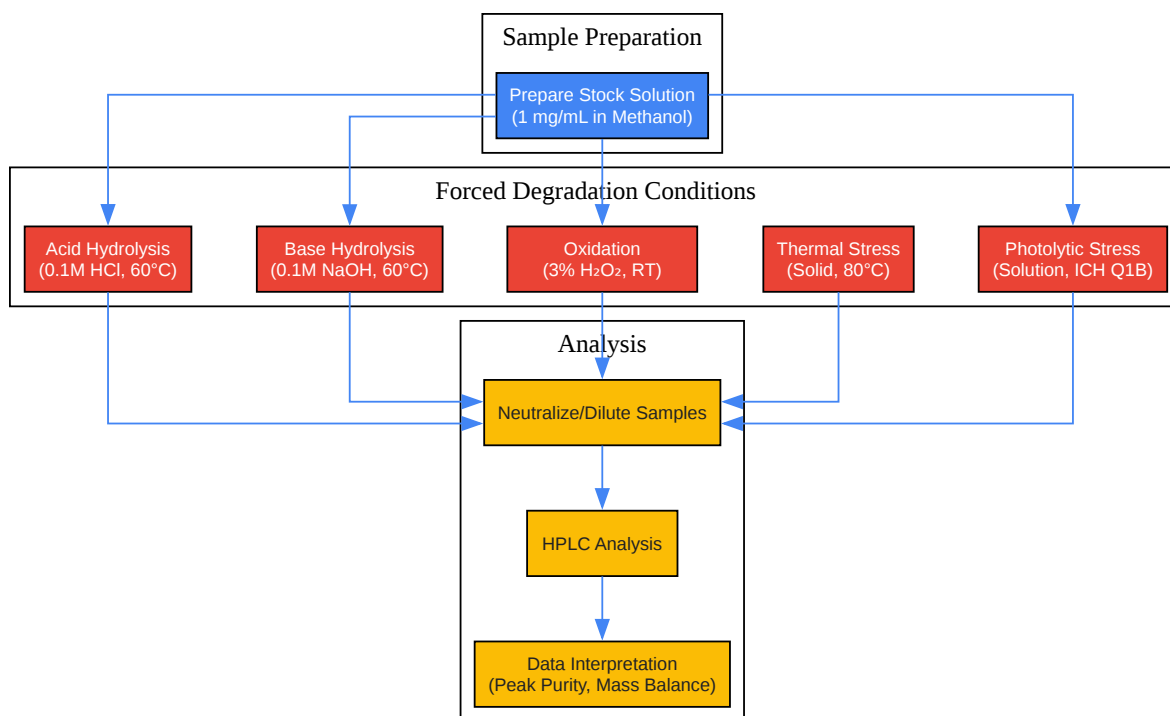 Sample Preparation
Prepare Stock Solution
(1 mg/mL in Methanol)
Forced Degradation Conditions
Acid Hydrolysis
(0.1M HCl, 60°C)
Base Hydrolysis
(0.1M NaOH, 60°C)
Oxidation
(3% H₂O₂, RT)
Thermal Stress
(Solid, 80°C)
Photolytic Stress
(Solution, ICH Q1B)
Analysis
Neutralize/Dilute Samples
HPLC Analysis
Data Interpretation
(Peak Purity, Mass Balance)